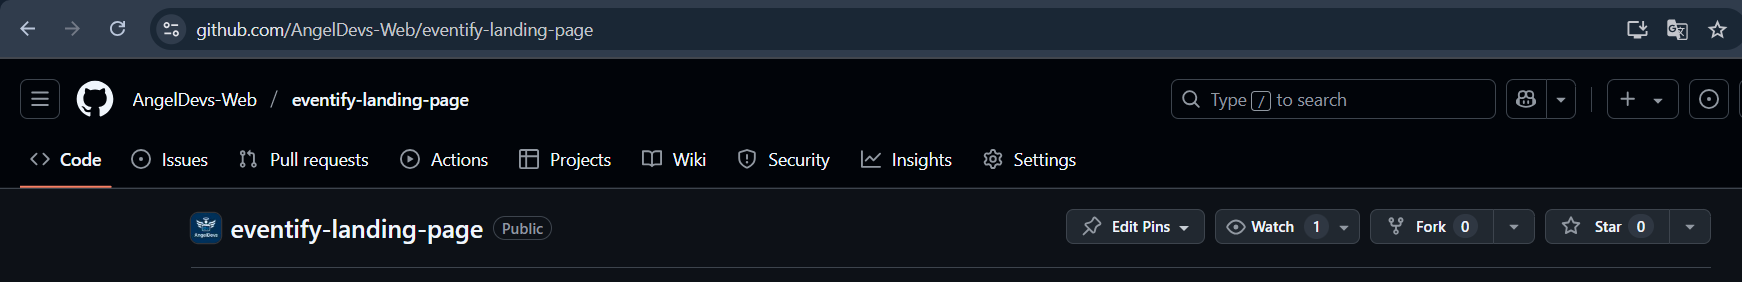 github.com/AngelDevs-Web/eventify-landing-page
AngelDevs-Web / eventify-landing-page
Type / to search
Code Issues Pull requests Actions Projects Wiki Security Insights Settings
AngelDevs
eventify-landing-page Public
Edit Pins Watch 1 Fork 0 Star 0